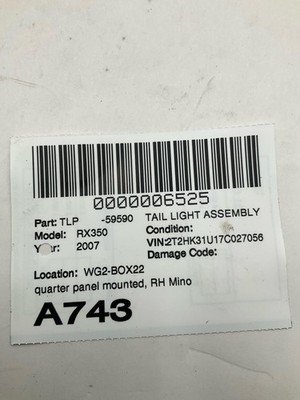 0000006525
Part: TLP -59590 TAIL LIGHT ASSEMBLY
Model: RX350 Condition:
Year: 2007 VIN:2T2HK31U17C027056
Damage Code:
Location: WG2-BOX22
quarter panel mounted, RH Mino
A743